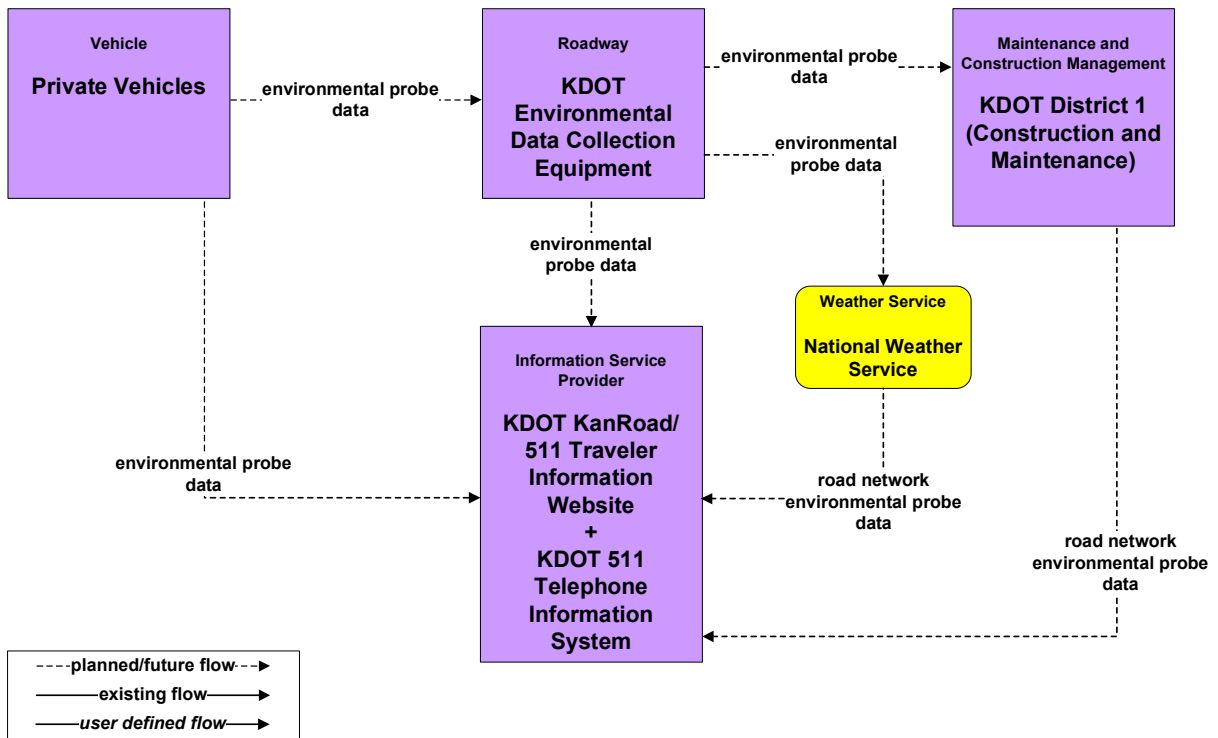 Vehicle
Private Vehicles
environmental probe
data
Roadway
KDOT
Environmental
Data Collection
Equipment
environmental probe
data
Maintenance and
Construction Management
KDOT District 1
(Construction and
Maintenance)
environmental
probe data
environmental
probe data
Weather Service
National Weather
Service
Information Service
Provider
KDOT KanRoad/
511 Traveler
Information
Website
+
KDOT 511
Telephone
Information
System
environmental probe
data
road network
environmental probe
data
road network
environmental probe
data
planned/future flow
existing flow
user defined flow